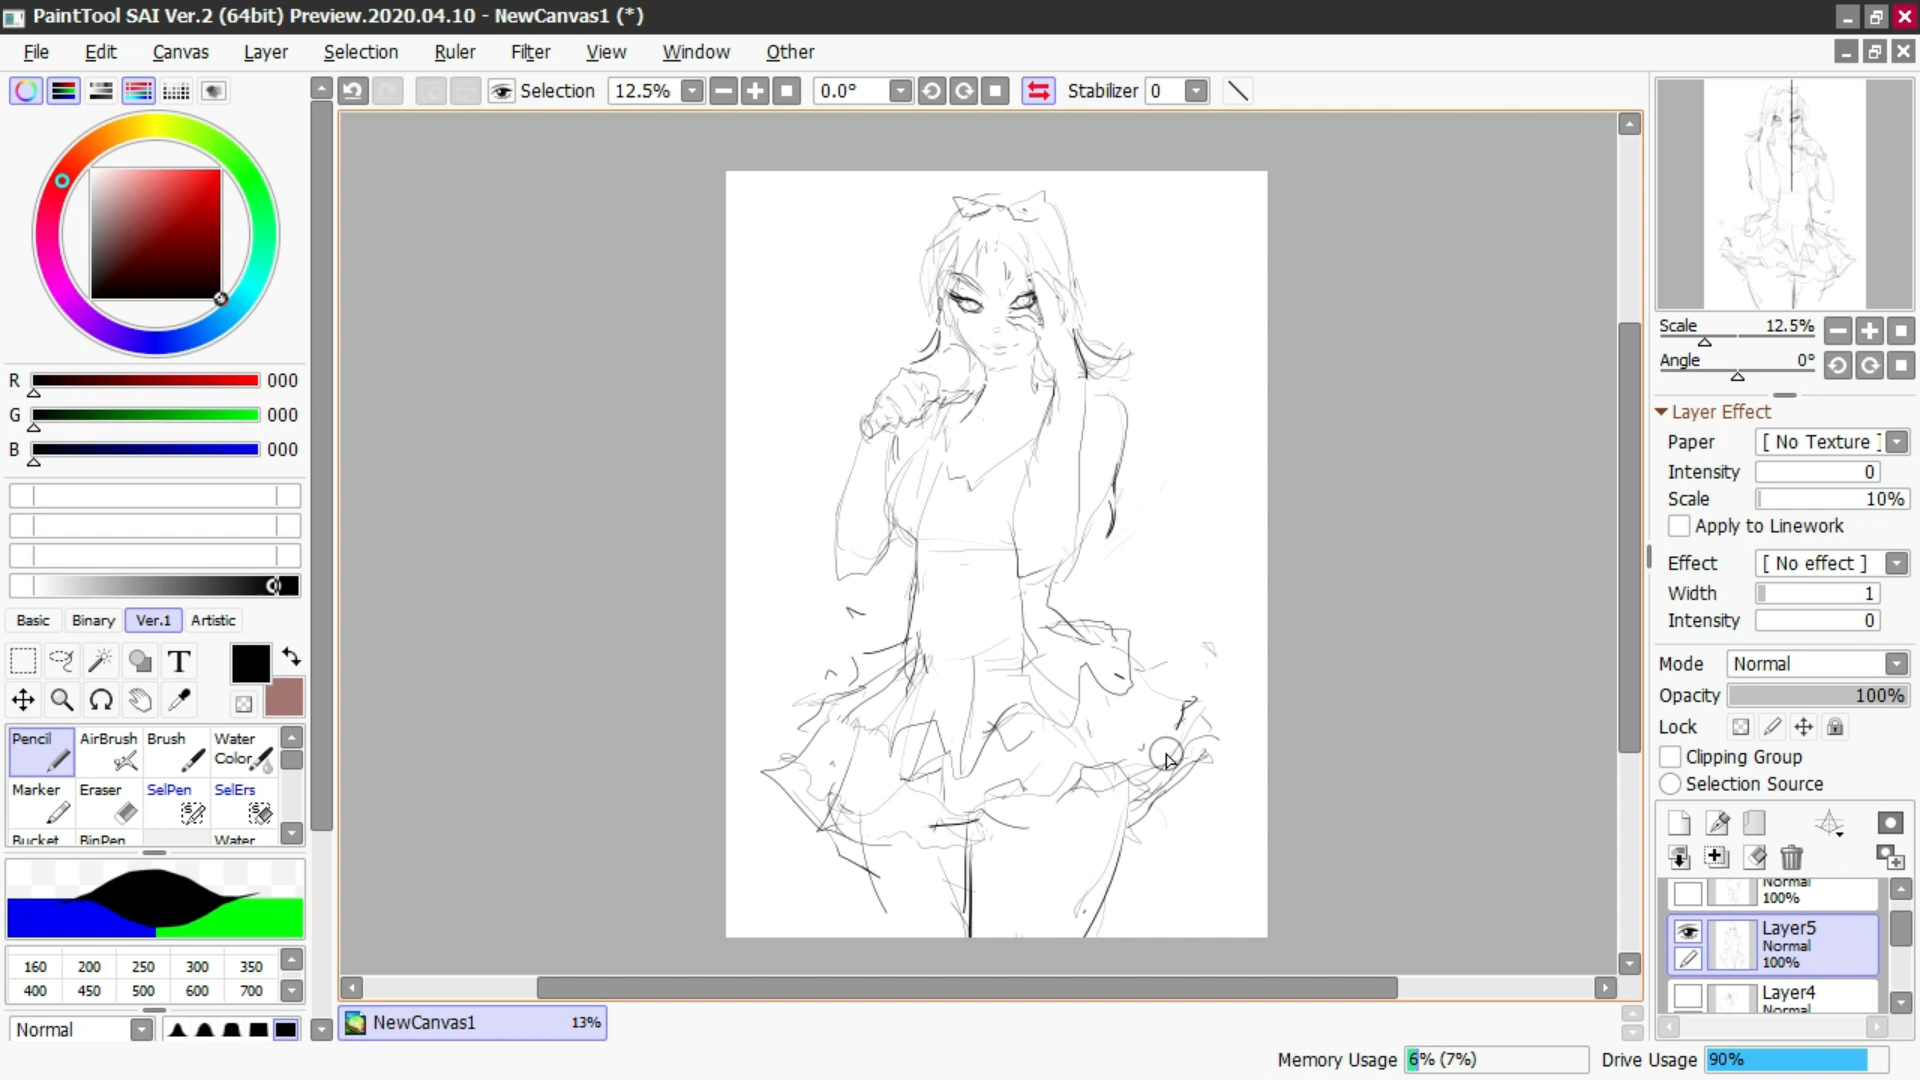 PaintTool SAI Ver.2 (64bit) Preview.2020.04.10 - NewCanvas1 (*)
File Edit Canvas Layer Selection Ruler Filter View Window Other
Selection 12.5% 0.0° Stabilizer 0
Scale 12.5%
Angle 0°
R 000
G 000
B 000
Layer Effect
Paper [ No Texture ]
Intensity 0
Scale 10%
Apply to Linework
Effect [ No effect ]
Width 1
Intensity 0
Basic Binary Ver.1 Artistic
T
Mode Normal
Opacity 100%
Lock
Clipping Group
Selection Source
Pencil AirBrush Brush Water Color
Marker Eraser SelPen SelErs
Bucket BinPen Water
Normal
100%
Layer5
Normal
100%
Layer4
Normal
160 200 250 300 350
400 450 500 600 700
Normal
NewCanvas1 13%
Memory Usage 6% (7%) Drive Usage 90%